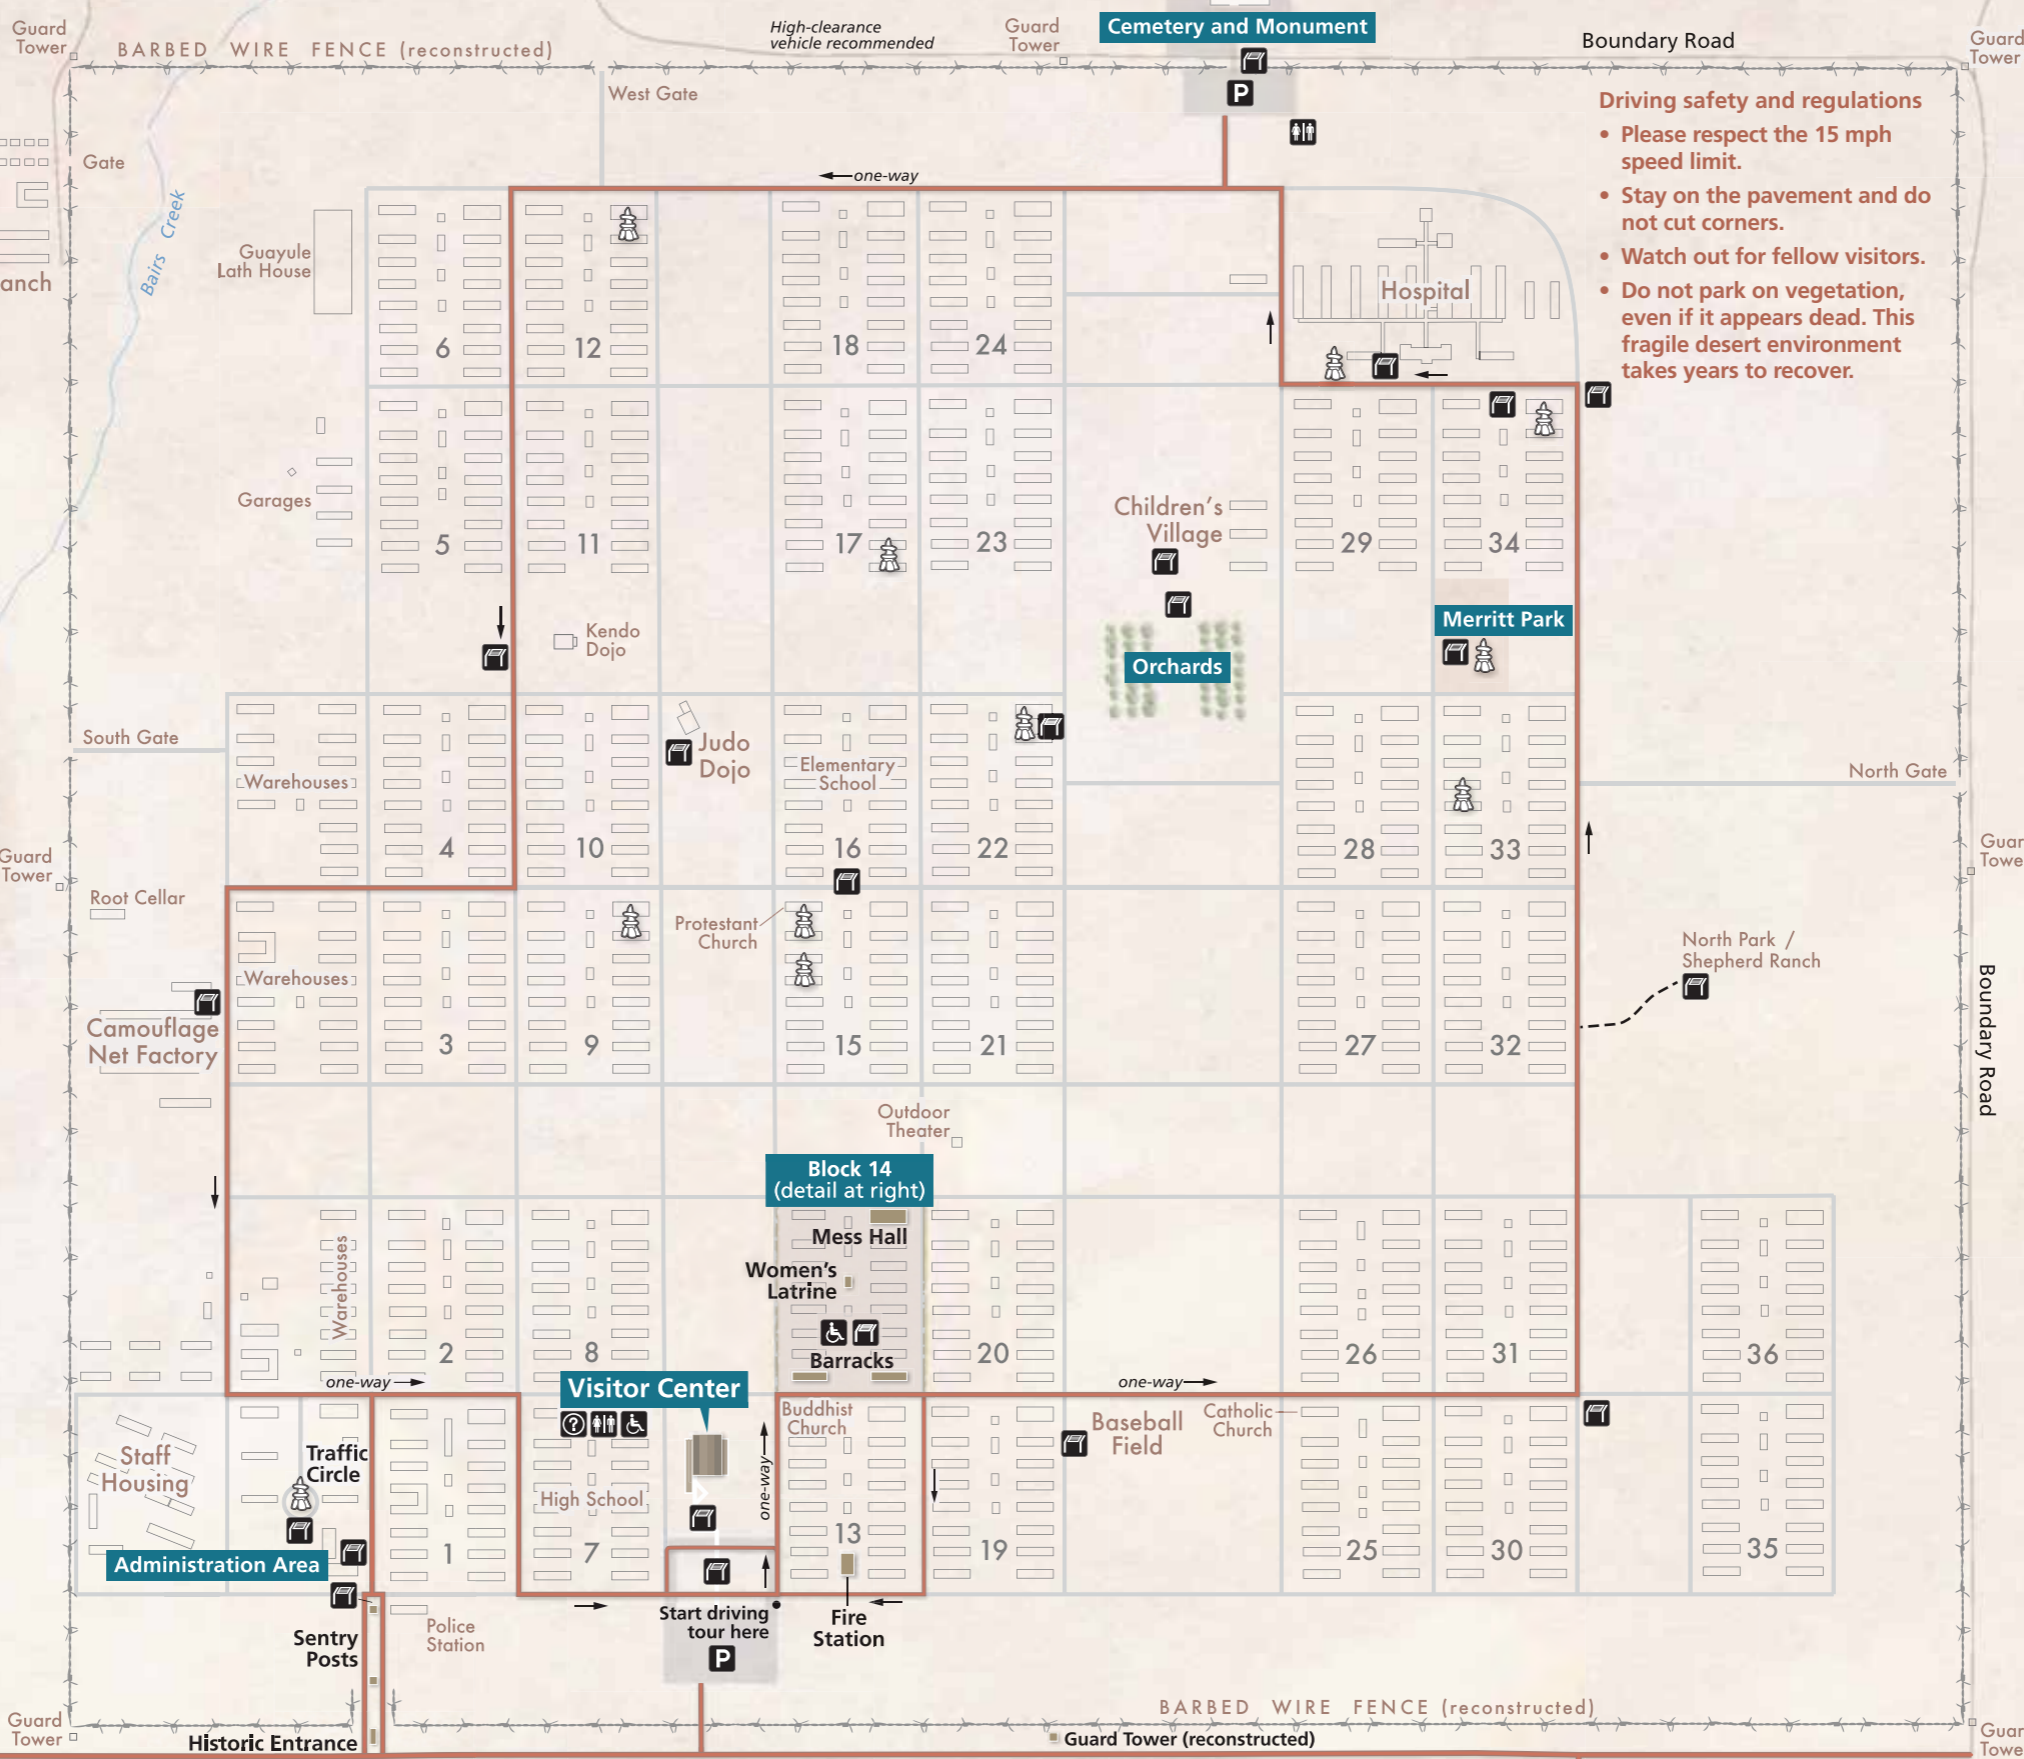 Guard
Tower
BARBED WIRE FENCE (reconstructed)
High-clearance
vehicle recommended
Guard
Tower
Cemetery and Monument
Boundary Road
Guard
Tower
P
West Gate
Gate
Driving safety and regulations
• Please respect the 15 mph
speed limit.
• Stay on the pavement and do
not cut corners.
• Watch out for fellow visitors.
• Do not park on vegetation,
even if it appears dead. This
fragile desert environment
takes years to recover.
one-way
Bairs Creek
anch
Guayule
Lath House
Hospital
6
12
18
24
Garages
5
11
17
23
Children's
Village
29
34
Kendo
Dojo
Merritt Park
Orchards
South Gate
Judo
Dojo
Elementary
School
North Gate
Warehouses
4
10
16
22
28
33
Guard
Tower
Guar
Towe
Root Cellar
Protestant
Church
North Park /
Shepherd Ranch
Warehouses
Camouflage
Net Factory
3
9
15
21
27
32
Boundary Road
Outdoor
Theater
Block 14
(detail at right)
Mess Hall
Women's
Latrine
Warehouses
2
8
Barracks
20
26
31
36
one-way
Visitor Center
one-way
?
Buddhist
Church
Baseball
Field
Catholic
Church
Staff
Housing
Traffic
Circle
High School
one-way
1
7
13
19
25
30
35
Administration Area
Start driving
tour here
Fire
Station
Sentry
Posts
Police
Station
P
BARBED WIRE FENCE (reconstructed)
Guard
Tower
Historic Entrance
Guard Tower (reconstructed)
Guar
Towe